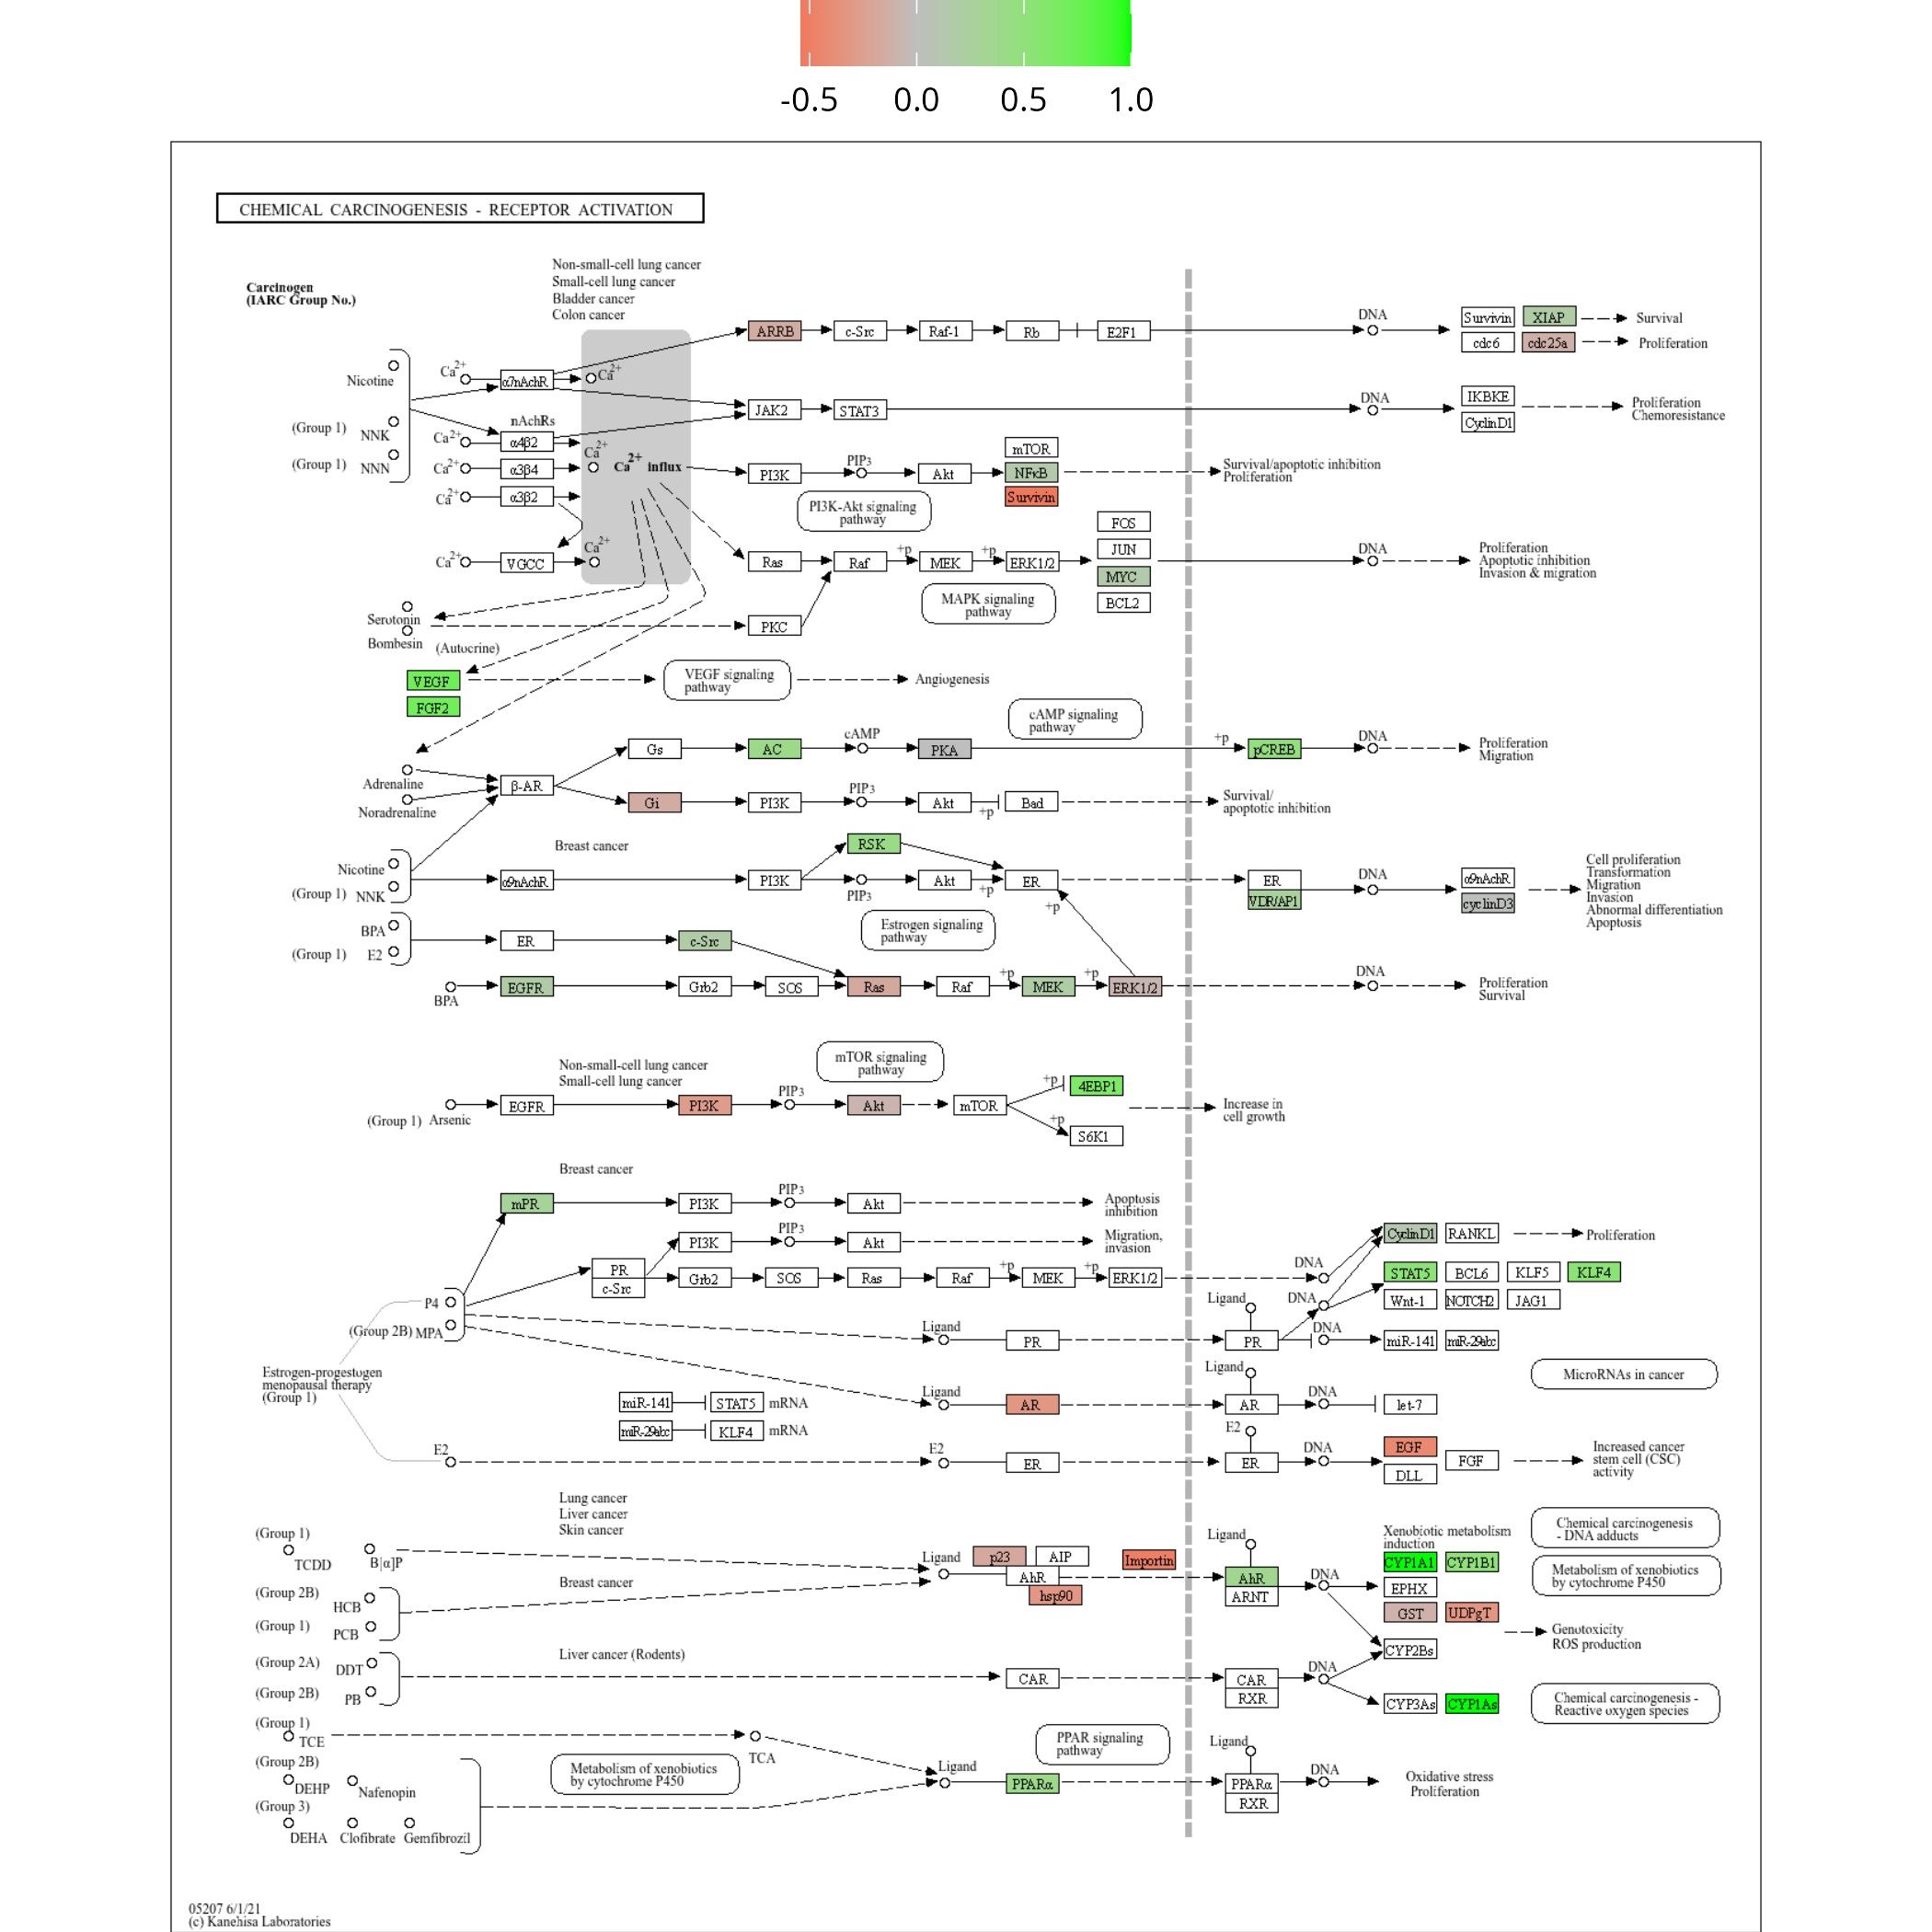 -0.5 0.0 0.5 1.0
CHEMICAL CARCINOGENESIS - RECEPTOR ACTIVATION
Carcinogen
(IARC Group No.)
Non-small-cell lung cancer
Small-cell lung cancer
Bladder cancer
Colon cancer
ARRB c-Src Raf-1 Rb E2F1 DNA Survivin XIAP Survival
cdc6 cdc25a Proliferation
Nicotine Ca2+ α7nAchR Ca2+
JAK2 STAT3 DNA IKBKE Proliferation
CyclinD1 Chemoresistance
nAchRs
(Group 1) NNK Ca2+ α4β2 Ca2+
(Group 1) NNN Ca2+ α3β4 Ca2+ influx
Ca2+ α3β2
mTOR
PI3K PIP3 Akt NFκB Survival/apoptotic inhibition
Proliferation
Survivin
PI3K-Akt signaling
pathway
FOS
JUN
Ca2+ VGCC Ca2+ Ras Raf +p MEK +p ERK1/2 DNA Proliferation
Apoptotic inhibition
Invasion & migration
MYC
BCL2
MAPK signaling
pathway
Serotonin
Bombesin (Autocrine) PKC
VEGF VEGF signaling
pathway Angiogenesis
FGF2
cAMP signaling
pathway
Gs AC cAMP PKA +p pCREB DNA Proliferation
Migration
Adrenaline β-AR
Noradrenaline
Gi PI3K PIP3 Akt +p Bad Survival/
apoptotic inhibition
Breast cancer
RSK
Nicotine
(Group 1) NNK α9nAchR PI3K PIP3 Akt +p ER ER DNA α9nAchR
VDR/AP1 cyclinD3
+p
Cell proliferation
Transformation
Migration
Invasion
Abnormal differentiation
Apoptosis
Estrogen signaling
pathway
BPA
(Group 1) E2 ER c-Src
BPA EGFR Grb2 SOS Ras Raf +p MEK +p ERK1/2 DNA Proliferation
Survival
Non-small-cell lung cancer
Small-cell lung cancer
mTOR signaling
pathway
(Group 1) Arsenic EGFR PI3K PIP3 Akt mTOR +p 4EBP1
+p S6K1
Increase in
cell growth
Breast cancer
mPR PI3K PIP3 Akt Apoptosis
inhibition
PI3K PIP3 Akt Migration,
invasion
CyclinD1 RANKL Proliferation
PR
c-Src Grb2 SOS Ras Raf +p MEK +p ERK1/2 DNA
STAT5 BCL6 KLF5 KLF4
Wnt-1 NOTCH2 JAG1
P4
(Group 2B) MPA
Ligand PR Ligand PR DNA DNA miR-141 miR-29abc
Estrogen-progestogen
menopausal therapy
(Group 1)
MicroRNAs in cancer
miR-141 STAT5 mRNA
miR-29abc KLF4 mRNA
Ligand AR Ligand AR DNA let-7
E2 E2 ER E2 ER DNA EGF FGF
DLL
Increased cancer
stem cell (CSC)
activity
Lung cancer
Liver cancer
Skin cancer
(Group 1)
TCDD B[α]P
Ligand p23 AIP Importin
AhR
hsp90
Ligand AhR
ARNT DNA
Xenobiotic metabolism
induction
CYP1A1 CYP1B1
EPHX
GST UDPgT
Chemical carcinogenesis
- DNA adducts
Metabolism of xenobiotics
by cytochrome P450
Breast cancer
(Group 2B)
HCB
(Group 1)
PCB
Genotoxicity
ROS production
CYP2Bs
Liver cancer (Rodents)
(Group 2A) DDT
(Group 2B) PB
CAR CAR
RXR DNA
CYP3As CYP1As
Chemical carcinogenesis -
Reactive oxygen species
(Group 1)
TCE TCA
PPAR signaling
pathway
(Group 2B)
DEHP Nafenopin
Metabolism of xenobiotics
by cytochrome P450
Ligand PPARα Ligand PPARα
RXR DNA
Oxidative stress
Proliferation
(Group 3)
DEHA Clofibrate Gemfibrozil
05207 6/1/21
(c) Kanehisa Laboratories